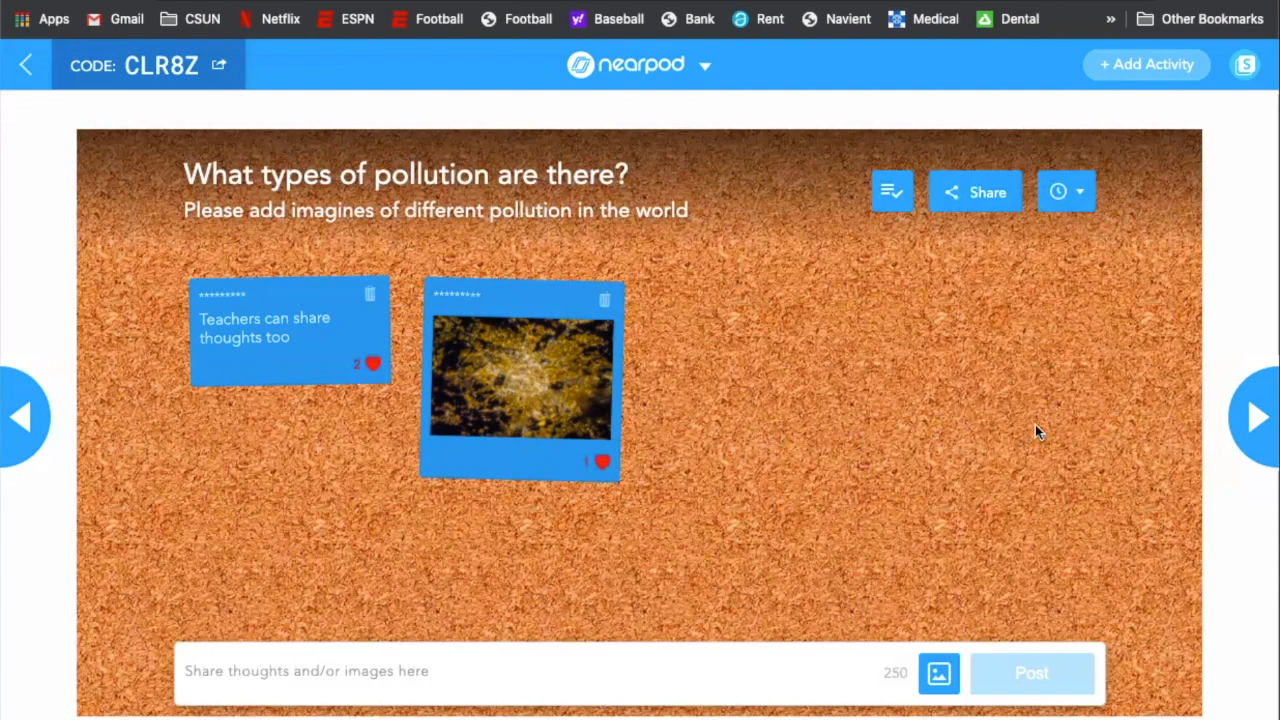 Apps Gmail CSUN Netflix ESPN Football Football Baseball Bank Rent Navient Medical Dental » Other Bookmarks
CODE: CLR8Z nearpod + Add Activity S
What types of pollution are there?
Please add imagines of different pollution in the world
Share
*********
Teachers can share
thoughts too
2
*********
1
Share thoughts and/or images here 250 Post